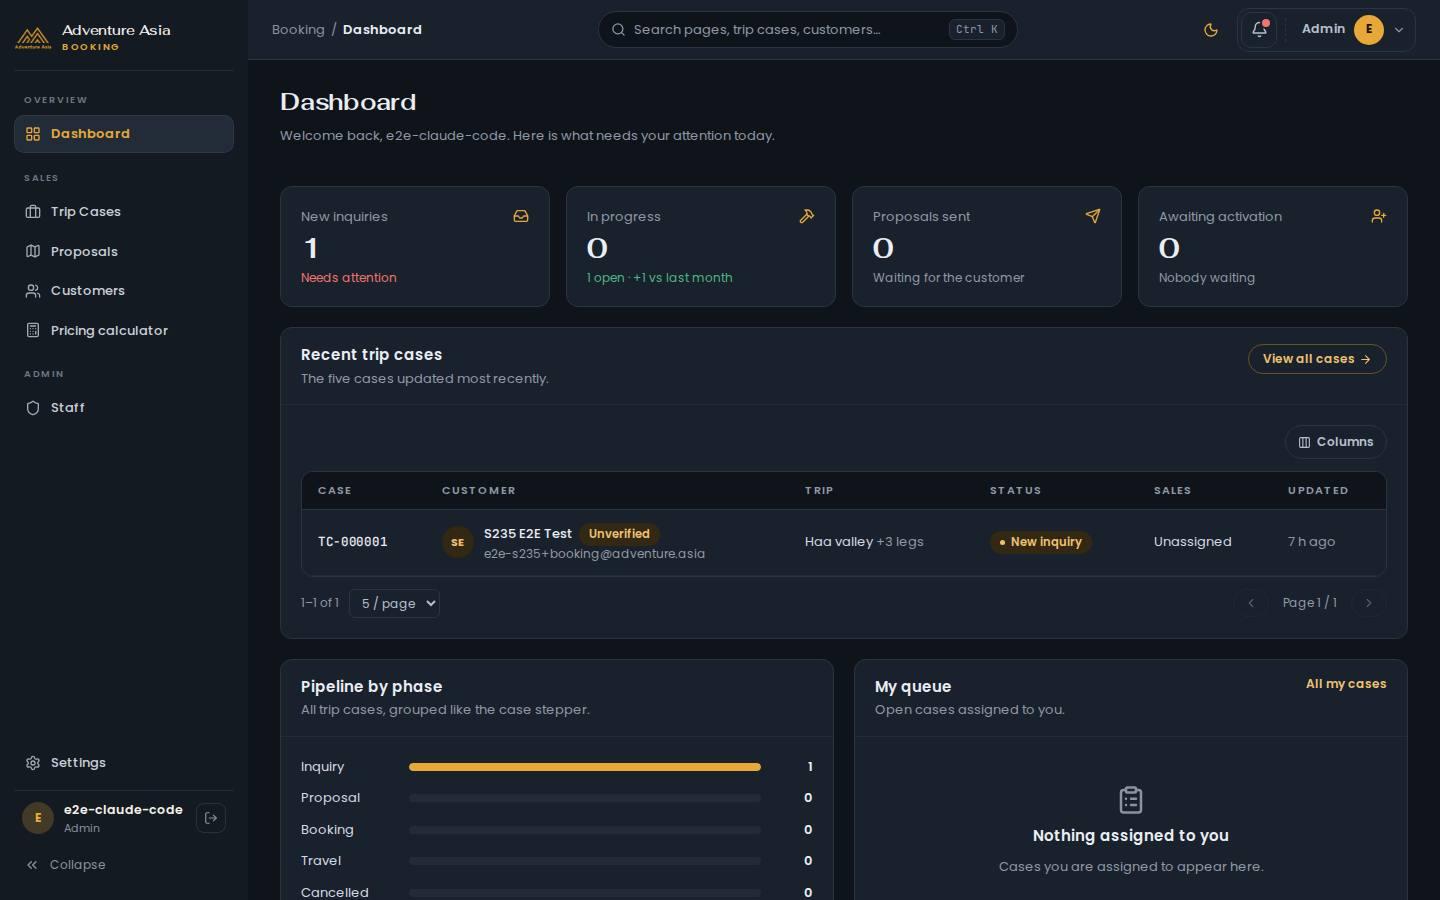 Adventure Asia
BOOKING
Adventure Asia
OVERVIEW
Dashboard
SALES
Trip Cases
Proposals
Customers
Pricing calculator
ADMIN
Staff
Settings
E
e2e-claude-code
Admin
Collapse
Booking / Dashboard
Search pages, trip cases, customers...
Ctrl K
Admin
E
Dashboard
Welcome back, e2e-claude-code. Here is what needs your attention today.
New inquiries
1
Needs attention
In progress
0
1 open · +1 vs last month
Proposals sent
0
Waiting for the customer
Awaiting activation
0
Nobody waiting
Recent trip cases
The five cases updated most recently.
View all cases →
Columns
CASE CUSTOMER TRIP STATUS SALES UPDATED
TC-000001 SE S235 E2E Test Unverified Haa valley +3 legs New inquiry Unassigned 7 h ago
e2e-s235+booking@adventure.asia
1–1 of 1 5 / page Page 1 / 1
Pipeline by phase
All trip cases, grouped like the case stepper.
Inquiry 1
Proposal 0
Booking 0
Travel 0
Cancelled 0
My queue
Open cases assigned to you.
All my cases
Nothing assigned to you
Cases you are assigned to appear here.